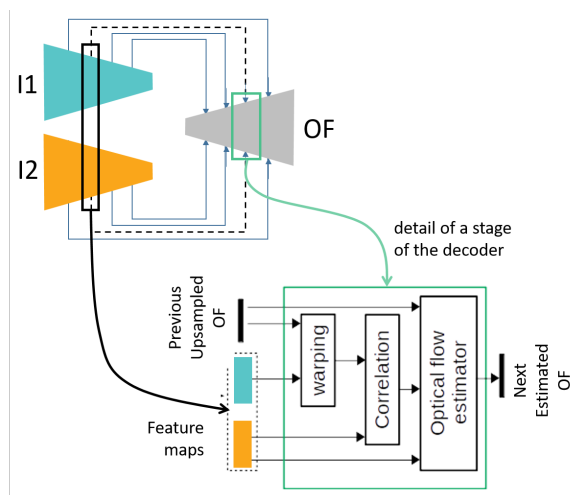 I1
I2
OF
detail of a stage
of the decoder
Previous
Upsampled
OF
warping
Correlation
Optical flow
estimator
Next
Estimated
OF
Feature
maps